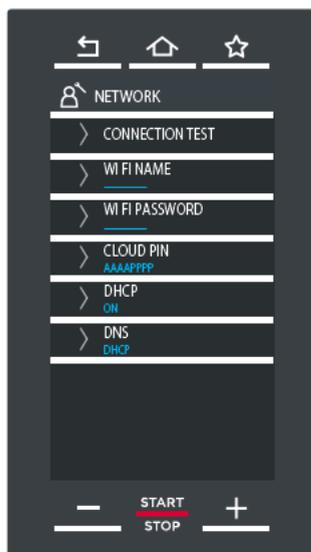 NETWORK
CONNECTION TEST
WI FI NAME
WI FI PASSWORD
CLOUD PIN
AAAAPPPP
DHCP
ON
DNS
DHCP
START
STOP